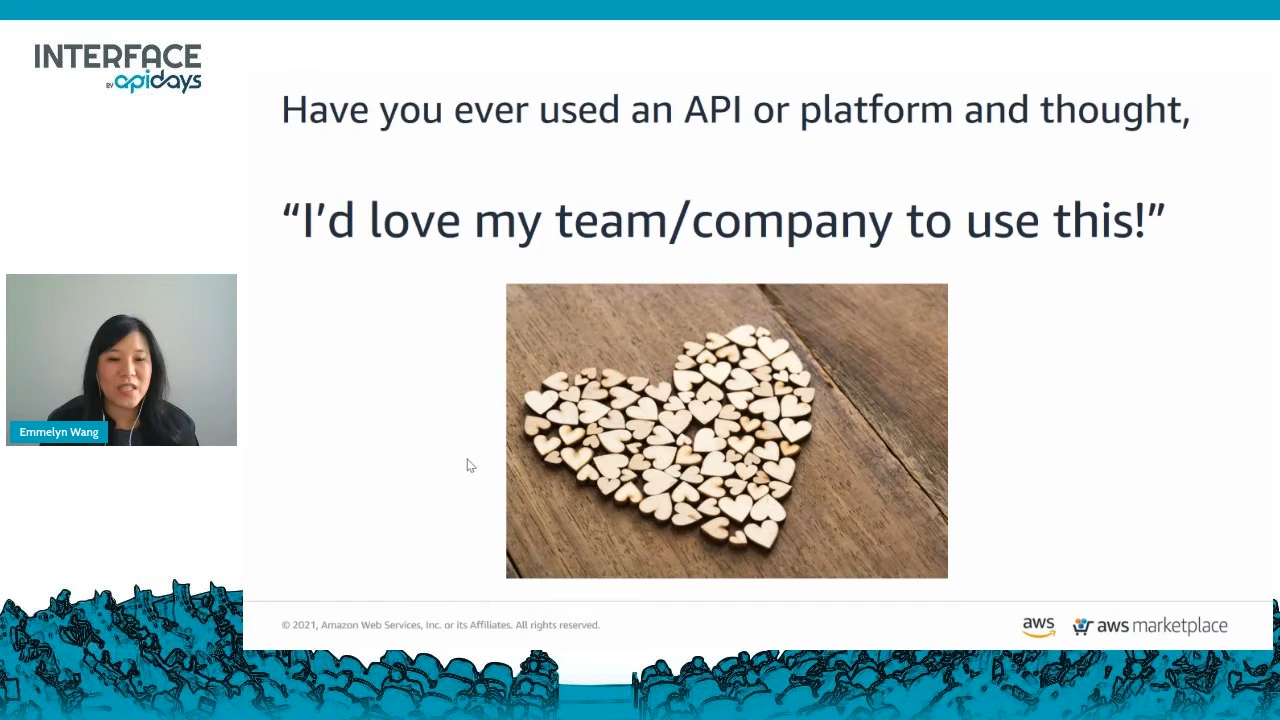 INTERFACE
BY apidays
Have you ever used an API or platform and thought,
“I’d love my team/company to use this!”
Emmelyn Wang
© 2021, Amazon Web Services, Inc. or its Affiliates. All rights reserved.
aws
aws marketplace